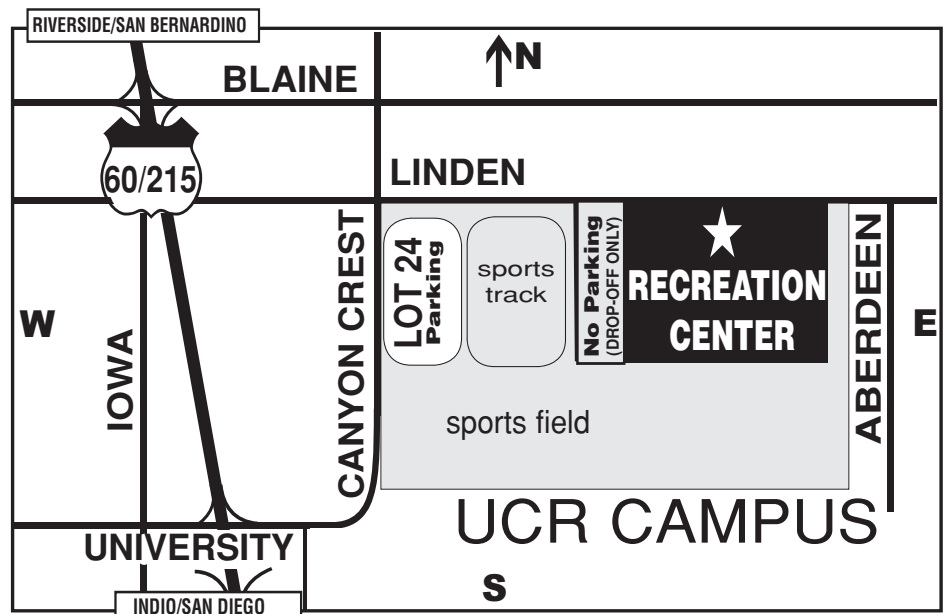 RIVERSIDE/SAN BERNARDINO
N
BLAINE
60/215
LINDEN
W
IOWA
CANYON CREST
LOT 24
Parking
sports
track
No Parking
(DROP-OFF ONLY)
RECREATION
CENTER
ABERDEEN
E
sports field
UCR CAMPUS
UNIVERSITY
S
INDIO/SAN DIEGO